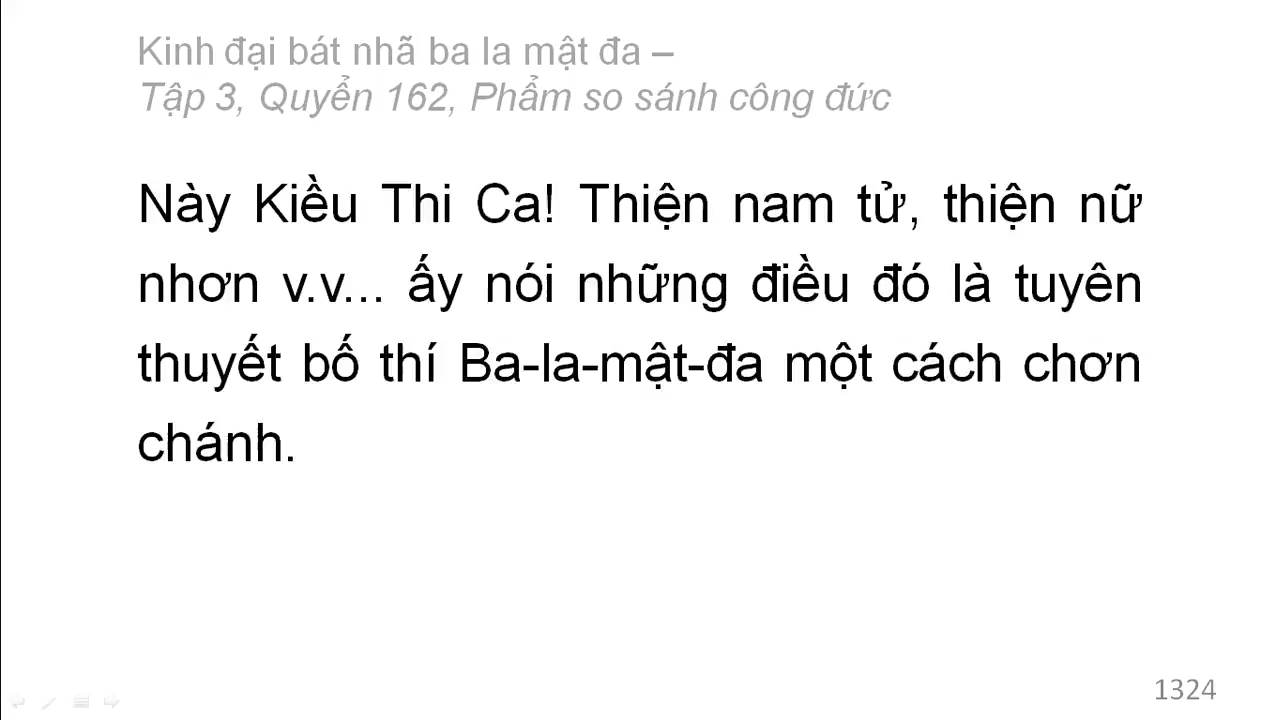 Kinh đại bát nhã ba la mật đa –
Tập 3, Quyển 162, Phẩm so sánh công đức
Này Kiều Thi Ca! Thiện nam tử, thiện nữ
nhơn v.v... ấy nói những điều đó là tuyên
thuyết bố thí Ba-la-mật-đa một cách chơn
chánh.
1324